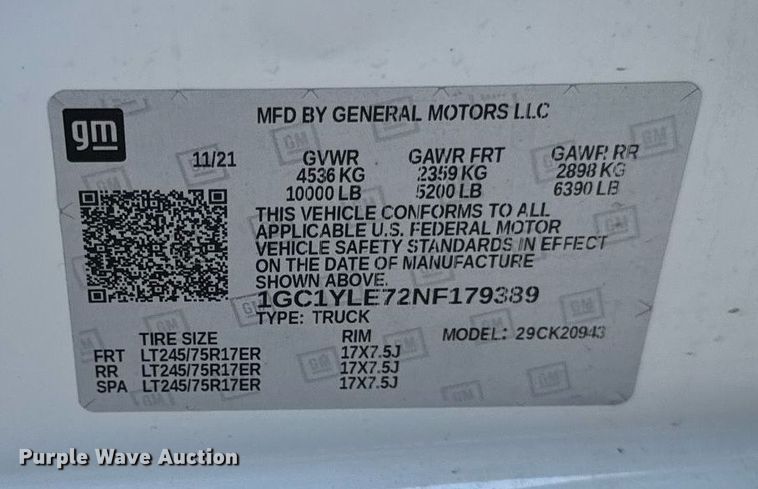 gm
MFD BY GENERAL MOTORS LLC
11/21 GVWR GAWR FRT GAWR RR
4536 KG 2359 KG 2898 KG
10000 LB 5200 LB 6390 LB
THIS VEHICLE CONFORMS TO ALL
APPLICABLE U.S. FEDERAL MOTOR
VEHICLE SAFETY STANDARDS IN EFFECT
ON THE DATE OF MANUFACTURE
SHOWN ABOVE.
1GC1YLE72NF179389
TYPE: TRUCK
TIRE SIZE RIM MODEL: 29CK20943
FRT LT245/75R17ER 17X7.5J
RR LT245/75R17ER 17X7.5J
SPA LT245/75R17ER 17X7.5J
Purple Wave Auction